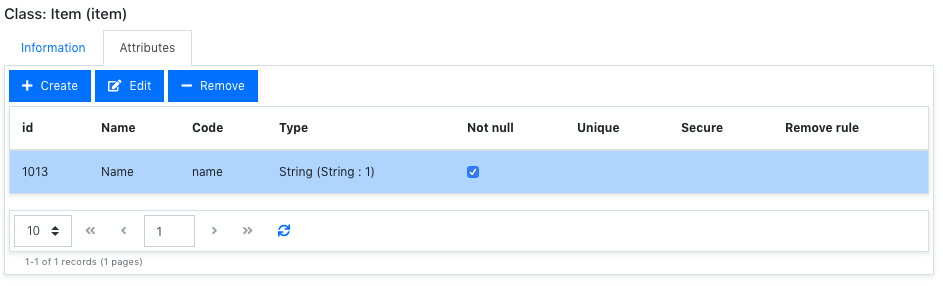 Class: Item (item)
Information Attributes
Create Edit Remove
id Name Code Type Not null Unique Secure Remove rule
1013 Name name String (String : 1)
10 « ‹ 1 › »
1-1 of 1 records (1 pages)